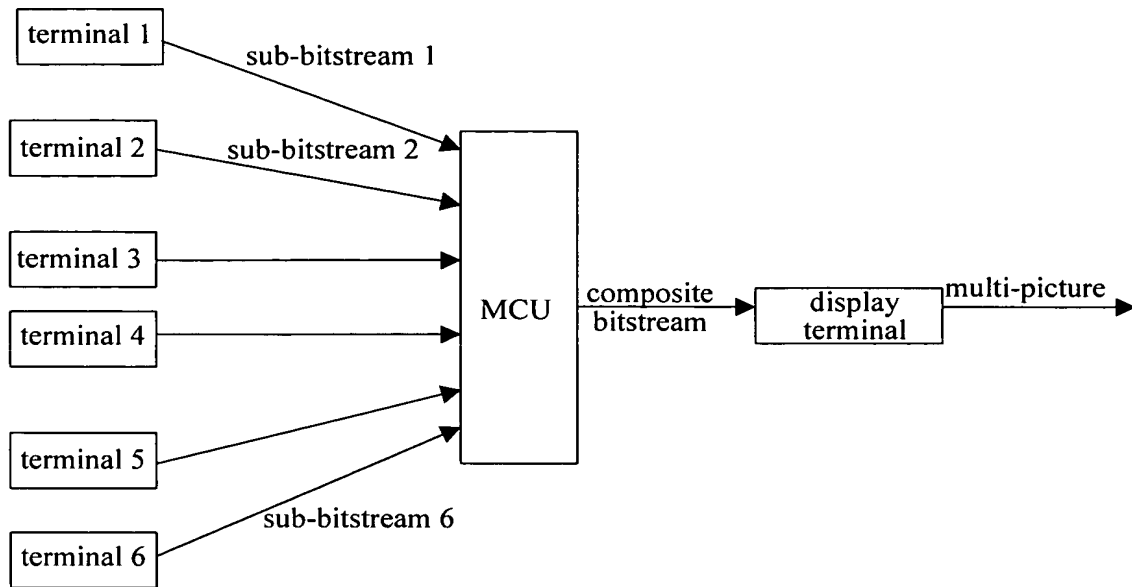 terminal 1
sub-bitstream 1
terminal 2
sub-bitstream 2
terminal 3
terminal 4
terminal 5
terminal 6
sub-bitstream 6
MCU
composite
bitstream
display
terminal
multi-picture